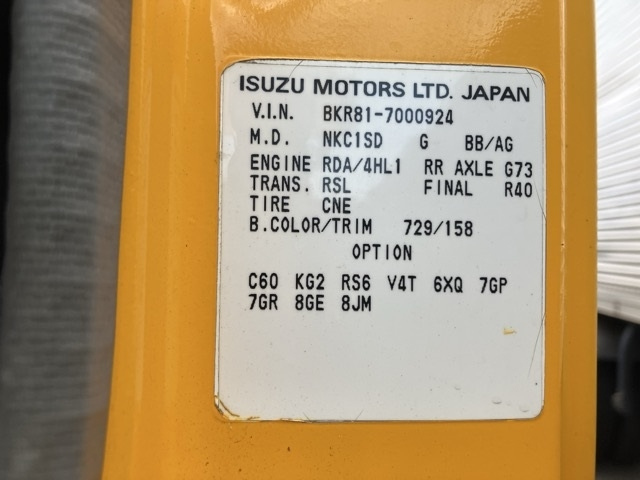 ISUZU MOTORS LTD. JAPAN
V.I.N. BKR81-7000924
M.D. NKC1SD G BB/AG
ENGINE RDA/4HL1 RR AXLE G73
TRANS. RSL FINAL R40
TIRE CNE
B.COLOR/TRIM 729/158
OPTION
C60 KG2 RS6 V4T 6XQ 7GP
7GR 8GE 8JM